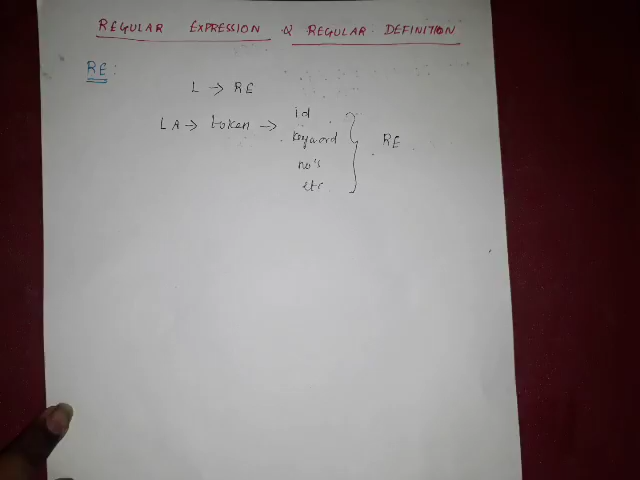 REGULAR EXPRESSION & REGULAR DEFINITION
RE:
L → RE
LA → token → id
keyword
no's
etc
RE